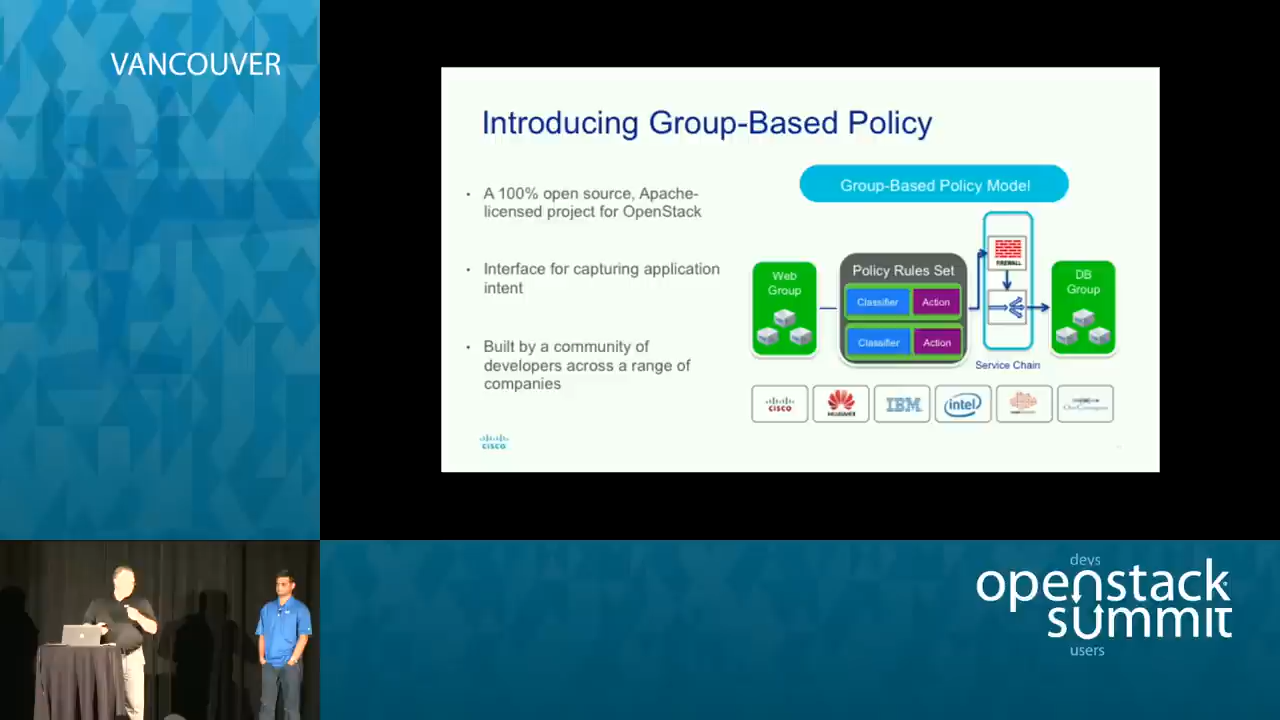 VANCOUVER
Introducing Group-Based Policy
• A 100% open source, Apache-
licensed project for OpenStack
• Interface for capturing application
intent
• Built by a community of
developers across a range of
companies
Group-Based Policy Model
Web
Group
Policy Rules Set
Classifier
Action
Classifier
Action
FIREWALL
Service Chain
DB
Group
CISCO
HUAWEI
IBM
intel
CISCO
devs
openstack
summit
users